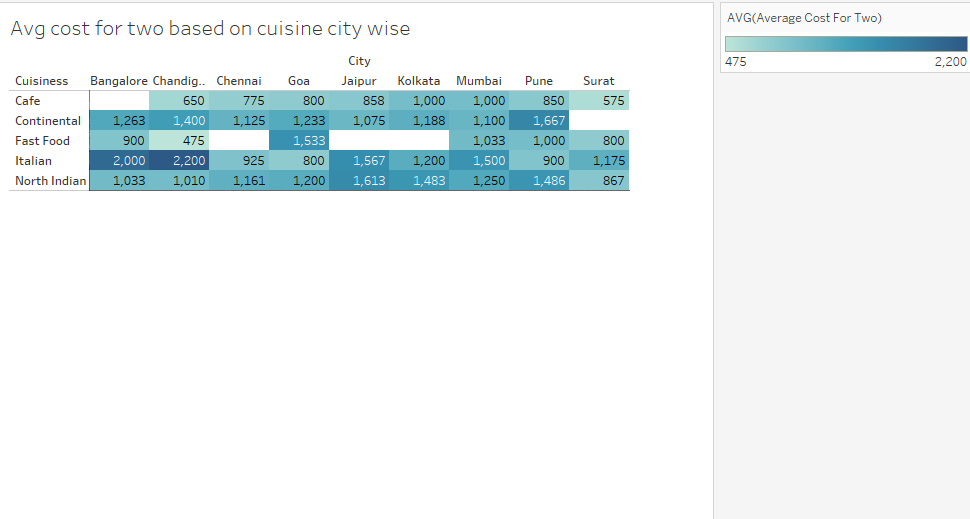 Avg cost for two based on cuisine city wise
City
Cuisiness Bangalore Chandig.. Chennai Goa Jaipur Kolkata Mumbai Pune Surat
Cafe 650 775 800 858 1,000 1,000 850 575
Continental 1,263 1,400 1,125 1,233 1,075 1,188 1,100 1,667
Fast Food 900 475 1,533 1,033 1,000 800
Italian 2,000 2,200 925 800 1,567 1,200 1,500 900 1,175
North Indian 1,033 1,010 1,161 1,200 1,613 1,483 1,250 1,486 867
AVG(Average Cost For Two)
475 2,200